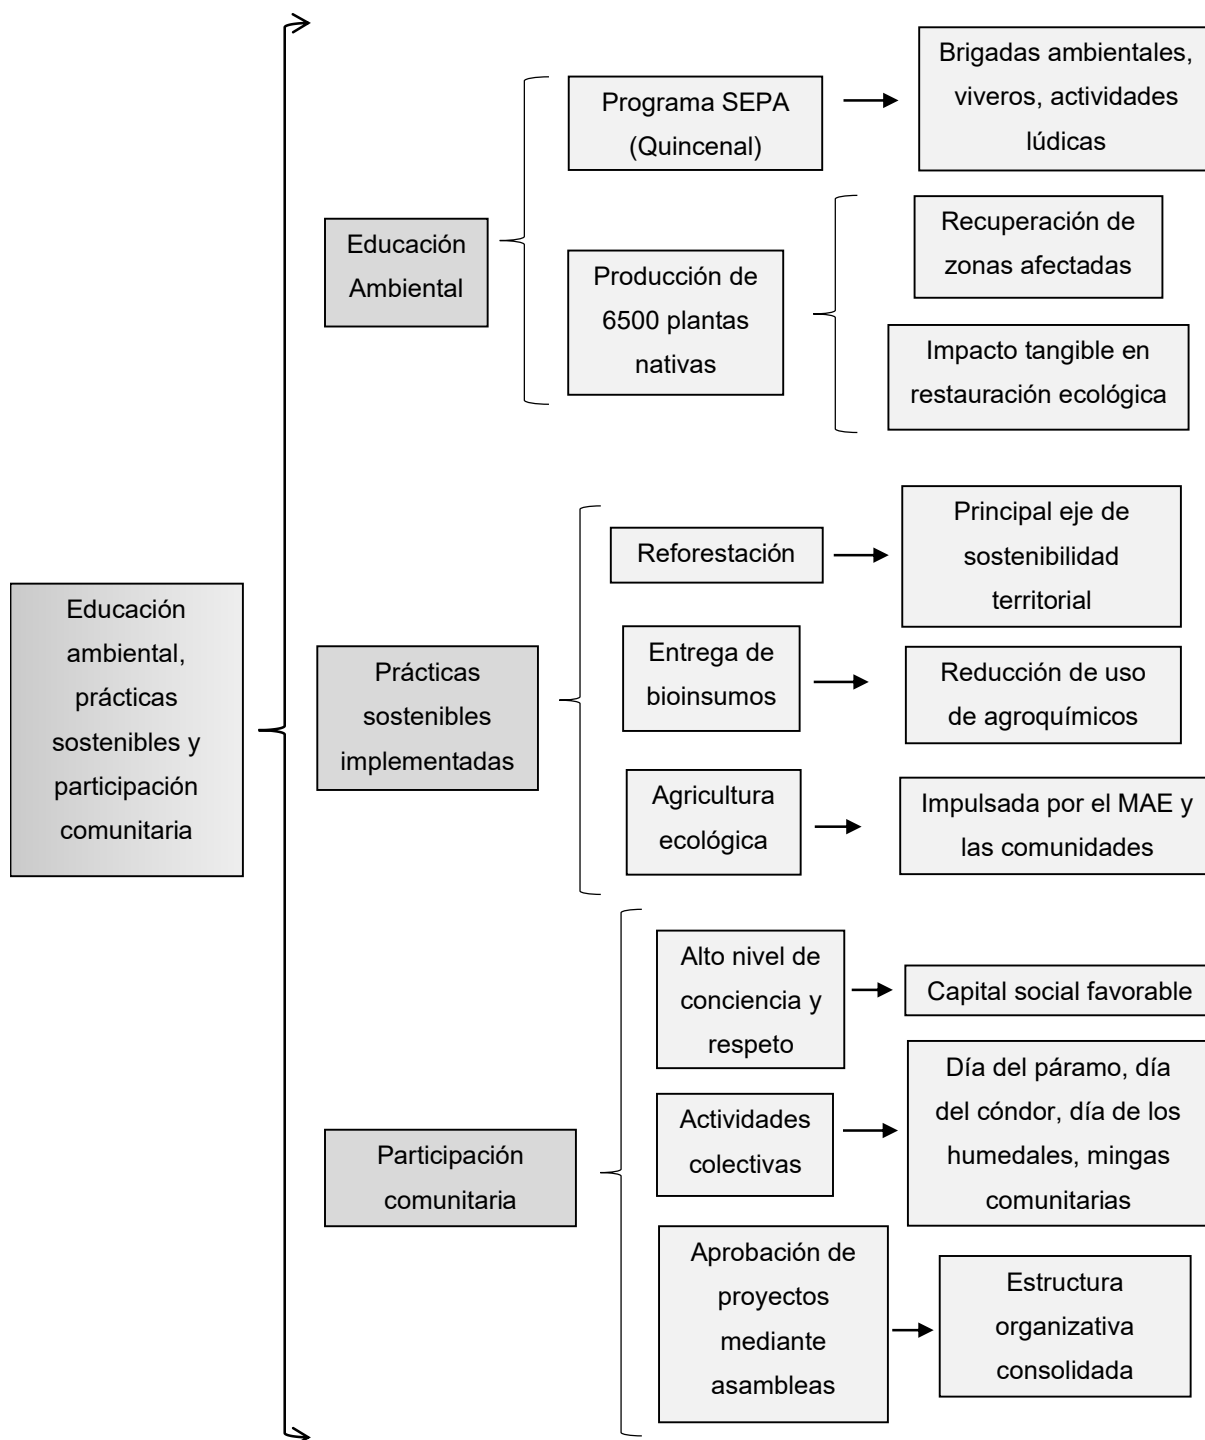 Educación
ambiental,
prácticas
sostenibles y
participación
comunitaria
Educación
Ambiental
Programa SEPA
(Quincenal)
Brigadas ambientales,
viveros, actividades
lúdicas
Producción de
6500 plantas
nativas
Recuperación de
zonas afectadas
Impacto tangible en
restauración ecológica
Prácticas
sostenibles
implementadas
Reforestación
Principal eje de
sostenibilidad
territorial
Entrega de
bioinsumos
Reducción de uso
de agroquímicos
Agricultura
ecológica
Impulsada por el MAE y
las comunidades
Participación
comunitaria
Alto nivel de
conciencia y
respeto
Capital social favorable
Actividades
colectivas
Día del páramo, día
del cóndor, día de los
humedales, mingas
comunitarias
Aprobación de
proyectos
mediante
asambleas
Estructura
organizativa
consolidada